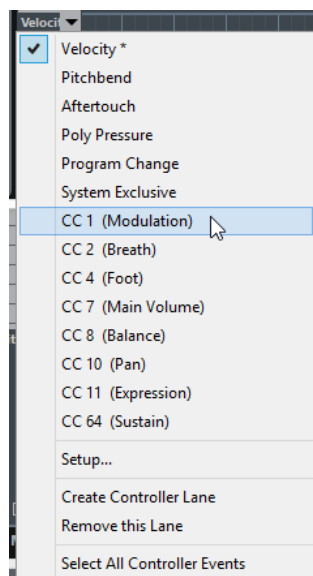 Velocit
Velocity *
Pitchbend
Aftertouch
Poly Pressure
Program Change
System Exclusive
CC 1 (Modulation)
CC 2 (Breath)
CC 4 (Foot)
CC 7 (Main Volume)
CC 8 (Balance)
CC 10 (Pan)
CC 11 (Expression)
CC 64 (Sustain)
Setup...
Create Controller Lane
Remove this Lane
Select All Controller Events